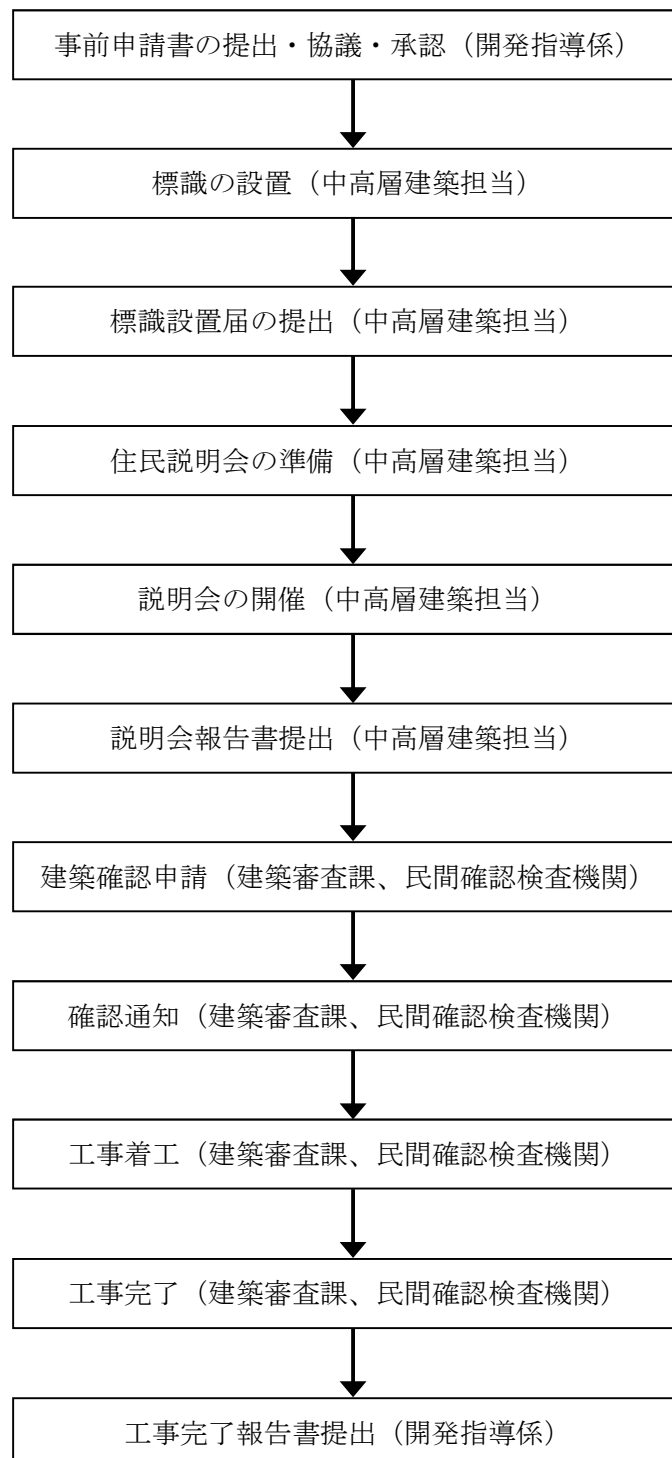 事前申請書の提出・協議・承認（開発指導係）
標識の設置（中高層建築担当）
標識設置届の提出（中高層建築担当）
住民説明会の準備（中高層建築担当）
説明会の開催（中高層建築担当）
説明会報告書提出（中高層建築担当）
建築確認申請（建築審査課、民間確認検査機関）
確認通知（建築審査課、民間確認検査機関）
工事着工（建築審査課、民間確認検査機関）
工事完了（建築審査課、民間確認検査機関）
工事完了報告書提出（開発指導係）